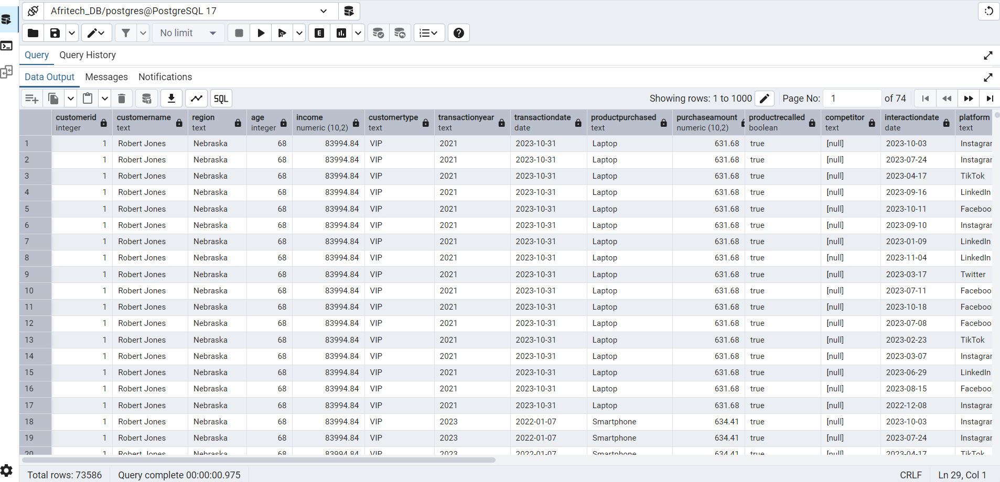 Afritech_DB/postgres@PostgreSQL 17
No limit
E
Query Query History
Data Output Messages Notifications
SQL Showing rows: 1 to 1000 Page No: 1 of 74
customerid customername region age income customertype transactionyear transactiondate productpurchased purchaseamount productrecalled competitor interactiondate platform
integer text text integer numeric (10,2) text text date text numeric (10,2) boolean text date text
1 1 Robert Jones Nebraska 68 83994.84 VIP 2021 2023-10-31 Laptop 631.68 true [null] 2023-10-03 Instagram
2 1 Robert Jones Nebraska 68 83994.84 VIP 2021 2023-10-31 Laptop 631.68 true [null] 2023-07-24 Instagram
3 1 Robert Jones Nebraska 68 83994.84 VIP 2021 2023-10-31 Laptop 631.68 true [null] 2023-04-17 TikTok
4 1 Robert Jones Nebraska 68 83994.84 VIP 2021 2023-10-31 Laptop 631.68 true [null] 2023-09-16 LinkedIn
5 1 Robert Jones Nebraska 68 83994.84 VIP 2021 2023-10-31 Laptop 631.68 true [null] 2023-10-11 Faceboo
6 1 Robert Jones Nebraska 68 83994.84 VIP 2021 2023-10-31 Laptop 631.68 true [null] 2023-09-10 Instagram
7 1 Robert Jones Nebraska 68 83994.84 VIP 2021 2023-10-31 Laptop 631.68 true [null] 2023-01-09 LinkedIn
8 1 Robert Jones Nebraska 68 83994.84 VIP 2021 2023-10-31 Laptop 631.68 true [null] 2023-11-04 LinkedIn
9 1 Robert Jones Nebraska 68 83994.84 VIP 2021 2023-10-31 Laptop 631.68 true [null] 2023-03-17 Twitter
10 1 Robert Jones Nebraska 68 83994.84 VIP 2021 2023-10-31 Laptop 631.68 true [null] 2023-07-11 Faceboo
11 1 Robert Jones Nebraska 68 83994.84 VIP 2021 2023-10-31 Laptop 631.68 true [null] 2023-10-18 Faceboo
12 1 Robert Jones Nebraska 68 83994.84 VIP 2021 2023-10-31 Laptop 631.68 true [null] 2023-07-08 Faceboo
13 1 Robert Jones Nebraska 68 83994.84 VIP 2021 2023-10-31 Laptop 631.68 true [null] 2023-02-23 TikTok
14 1 Robert Jones Nebraska 68 83994.84 VIP 2021 2023-10-31 Laptop 631.68 true [null] 2023-03-07 Instagram
15 1 Robert Jones Nebraska 68 83994.84 VIP 2021 2023-10-31 Laptop 631.68 true [null] 2023-06-29 LinkedIn
16 1 Robert Jones Nebraska 68 83994.84 VIP 2021 2023-10-31 Laptop 631.68 true [null] 2023-08-15 Faceboo
17 1 Robert Jones Nebraska 68 83994.84 VIP 2021 2023-10-31 Laptop 631.68 true [null] 2022-12-08 Instagram
18 1 Robert Jones Nebraska 68 83994.84 VIP 2023 2022-01-07 Smartphone 634.41 true [null] 2023-10-03 Instagram
19 1 Robert Jones Nebraska 68 83994.84 VIP 2023 2022-01-07 Smartphone 634.41 true [null] 2023-07-24 Instagram
20 1 Robert Jones Nebraska 68 83994.84 VIP 2023 2022-01-07 Smartphone 634.41 true [null] 2023-04-17 TikTok
Total rows: 73586 Query complete 00:00:00.975 CRLF Ln 29, Col 1